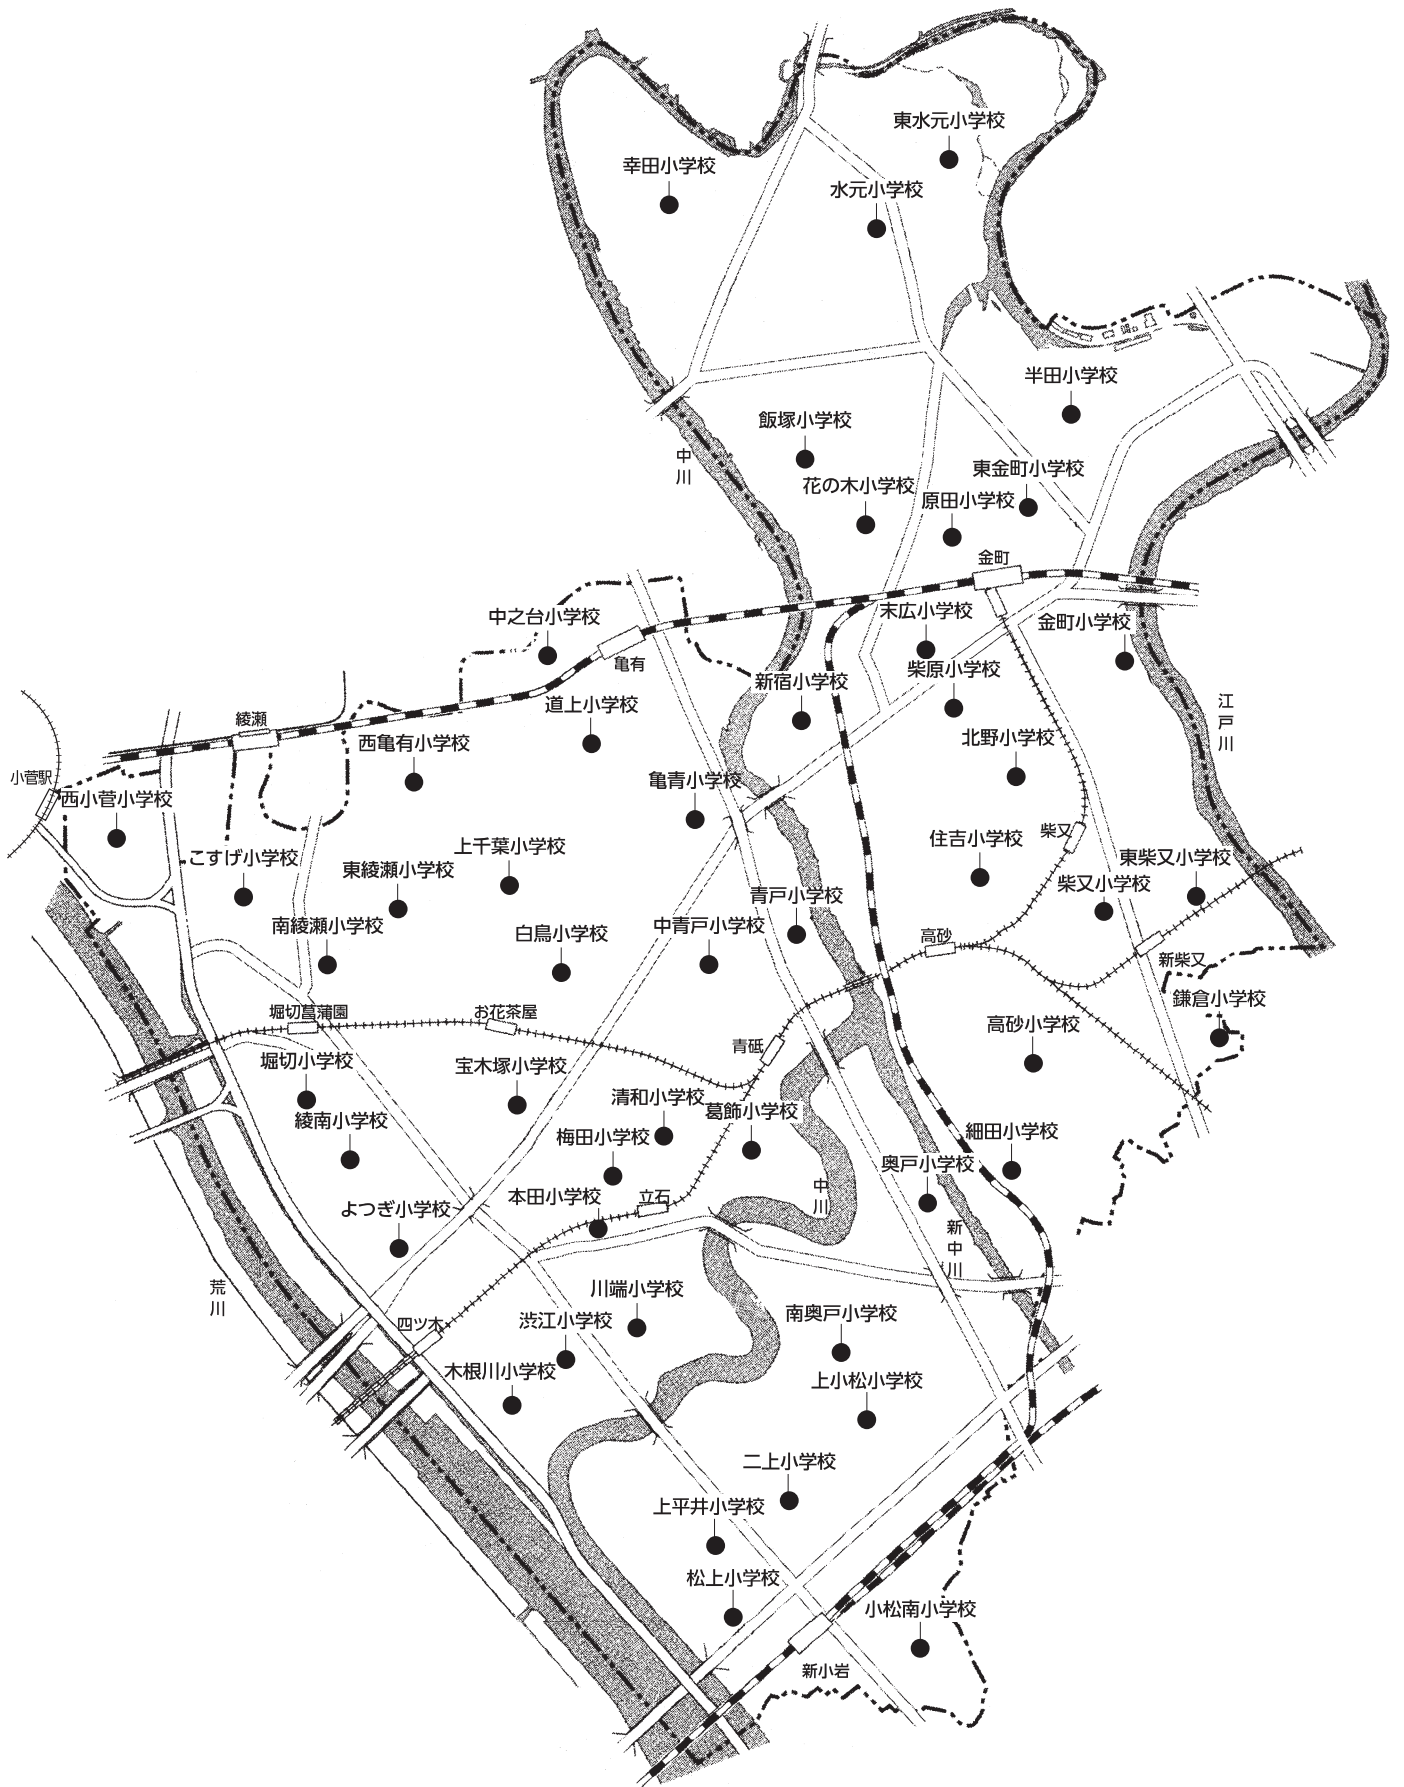 東水元小学校
幸田小学校
水元小学校
半田小学校
飯塚小学校
中川
東金町小学校
花の木小学校
原田小学校
金町
中之台小学校
末広小学校
金町小学校
亀有
柴原小学校
新宿小学校
道上小学校
江戸川
綾瀬
西亀有小学校
北野小学校
小菅駅
亀青小学校
西小菅小学校
柴又
住吉小学校
上千葉小学校
こすげ小学校
東柴又小学校
東綾瀬小学校
柴又小学校
青戸小学校
南綾瀬小学校
中青戸小学校
白鳥小学校
高砂
新柴又
鎌倉小学校
堀切菖蒲園
お花茶屋
高砂小学校
青砥
堀切小学校
宝木塚小学校
清和小学校
葛飾小学校
綾南小学校
細田小学校
梅田小学校
奥戸小学校
中川
本田小学校
立石
よつぎ小学校
新中川
荒川
川端小学校
南奥戸小学校
渋江小学校
四ツ木
木根川小学校
上小松小学校
二上小学校
上平井小学校
松上小学校
小松南小学校
新小岩